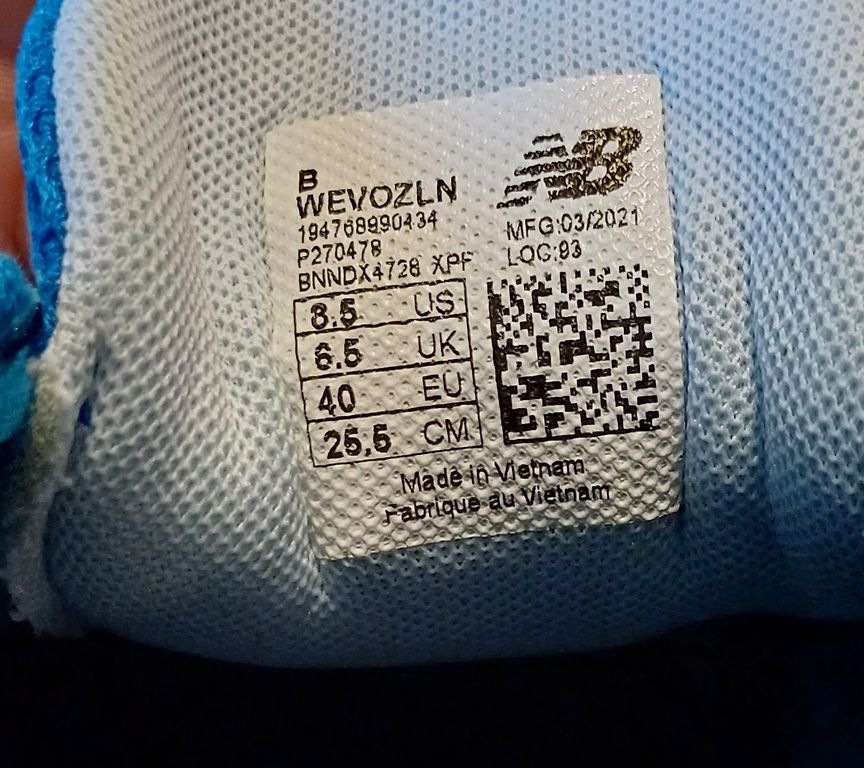 NB
B
WEVOZLN
194768990434
P270478
BNNDX4728 XPF
MFG:03/2021
LOC:93
8.5 US
6.5 UK
40 EU
25.5 CM
Made in Vietnam
Fabrique au Vietnam